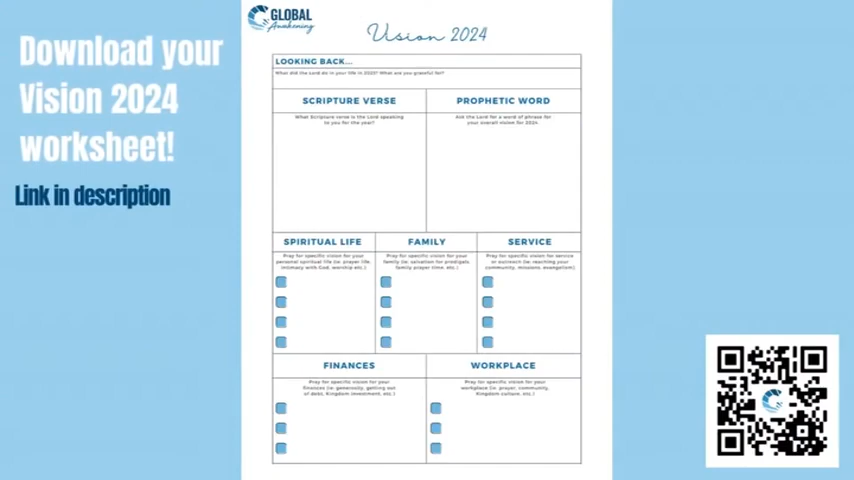 Download your
Vision 2024
worksheet!
Link in description
GLOBAL
Awakening
Vision 2024
LOOKING BACK...
What did the Lord do in your life in 2023? What are you grateful for?
SCRIPTURE VERSE
What Scripture verse is the Lord speaking
to you for the year?
PROPHETIC WORD
Ask the Lord for a word of phrase for
your overall vision for 2024
SPIRITUAL LIFE
Pray for specific vision for your
personal spiritual life (ie: prayer life,
intimacy with God, worship etc.)
FAMILY
Pray for specific vision for your
family (ie: salvation for prodigals,
family prayer time, etc.)
SERVICE
Pray for specific vision for service
or outreach (ie: reaching your
community, missions, evangelism)
FINANCES
Pray for specific vision for your
finances (ie: generosity, getting out
of debt, Kingdom investment, etc.)
WORKPLACE
Pray for specific vision for your
workplace (ie: prayer, community,
Kingdom culture, etc.)